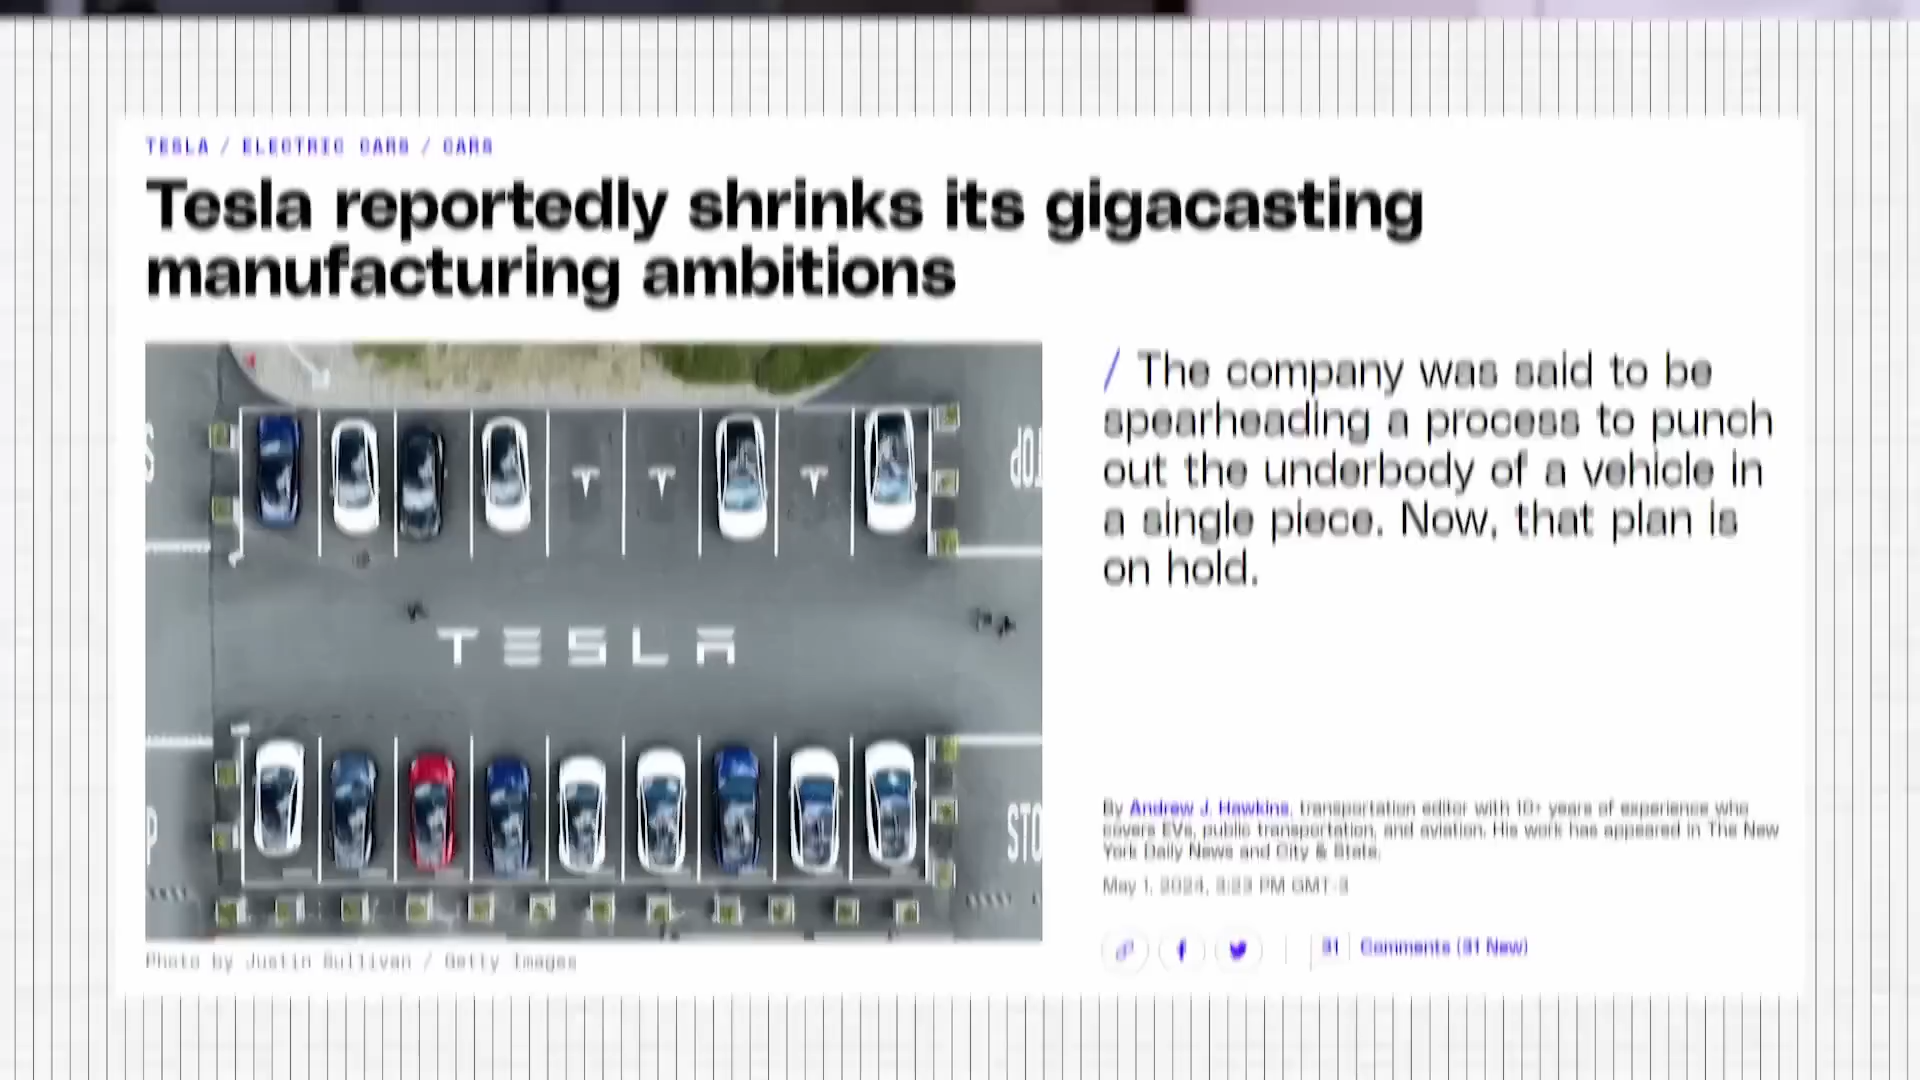 TESLA / ELECTRIC CARS / CARS
Tesla reportedly shrinks its gigacasting
manufacturing ambitions
/ The company was said to be
spearheading a process to punch
out the underbody of a vehicle in
a single piece. Now, that plan is
on hold.
STOP
TESLA
STO
By Andrew J. Hawkins, transportation editor with 10+ years of experience who
covers EVs, public transportation, and aviation. His work has appeared in The New
York Daily News and City & State.
May 1, 2024, 3:23 PM GMT-3
31 Comments (31 New)
Photo by Justin Sullivan / Getty Images